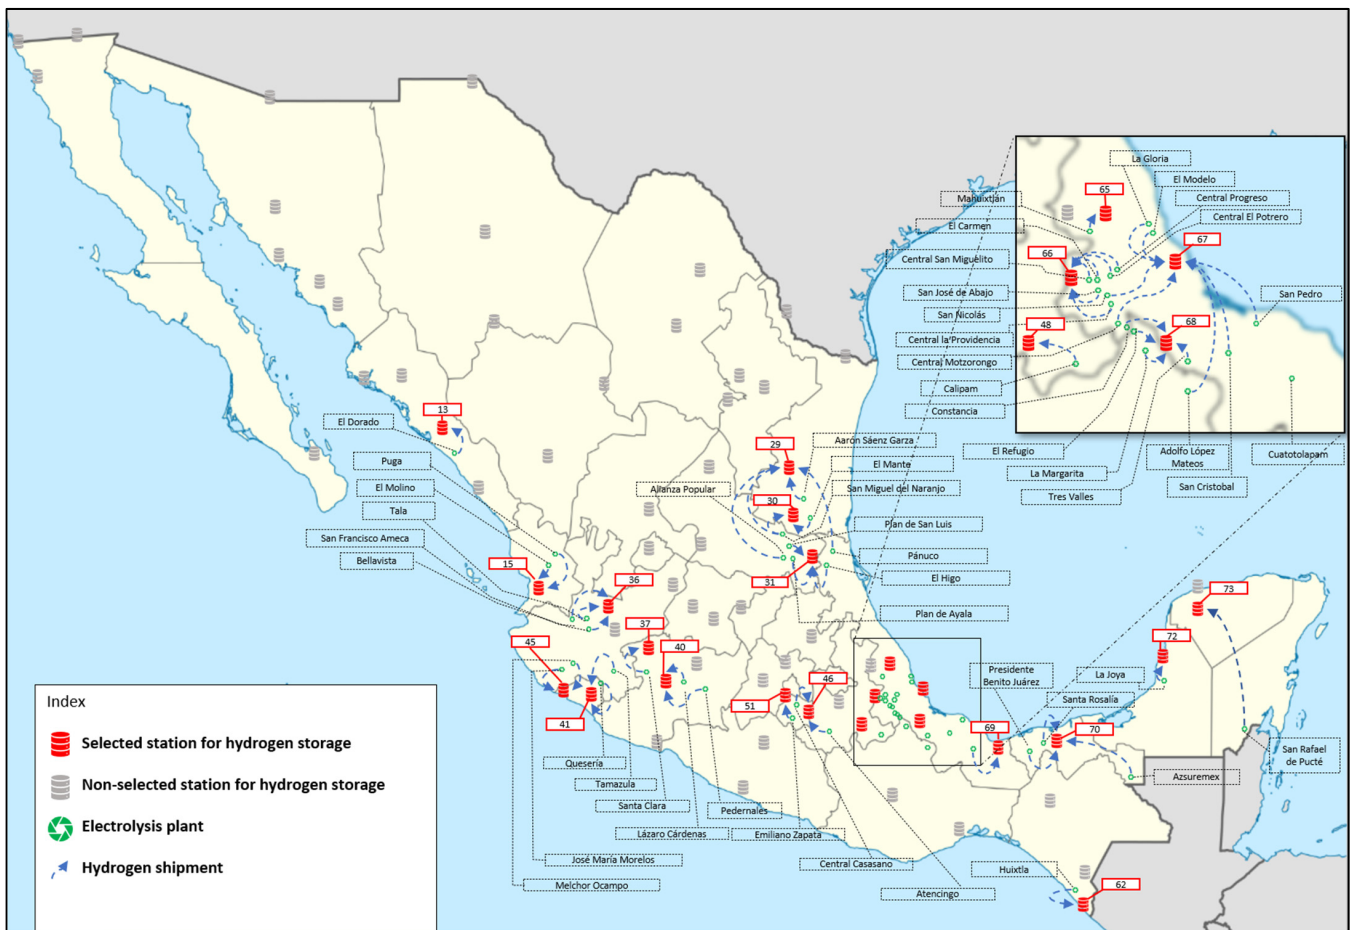 La Gloria
El Modelo
Mahuixtlán
65
Central Progreso
Central El Potrero
El Carmen
67
66
Central San Miguelito
San José de Abajo
San Pedro
San Nicolás
48
68
Central la Providencia
Central Motzorongo
Calipam
Constancia
El Refugio
La Margarita
Tres Valles
Adolfo López
Mateos
San Cristobal
Cuatotolapam
13
El Dorado
Puga
El Molino
Tala
San Francisco Ameca
Bellavista
29
Aarón Sáenz Garza
El Mante
Alianza Popular
San Miguel del Naranjo
30
Plan de San Luis
Pánuco
El Higo
31
Plan de Ayala
15
36
37
45
40
46
51
41
Presidente
Benito Juárez
La Joya
Santa Rosalía
72
73
69
70
San Rafael
de Pucté
Azsuremex
Quesería
Tamazula
Santa Clara
Pedernales
Lázaro Cárdenas
Emiliano Zapata
José María Morelos
Central Casasano
Melchor Ocampo
Atencingo
Huixtla
62
Index
Selected station for hydrogen storage
Non-selected station for hydrogen storage
Electrolysis plant
Hydrogen shipment